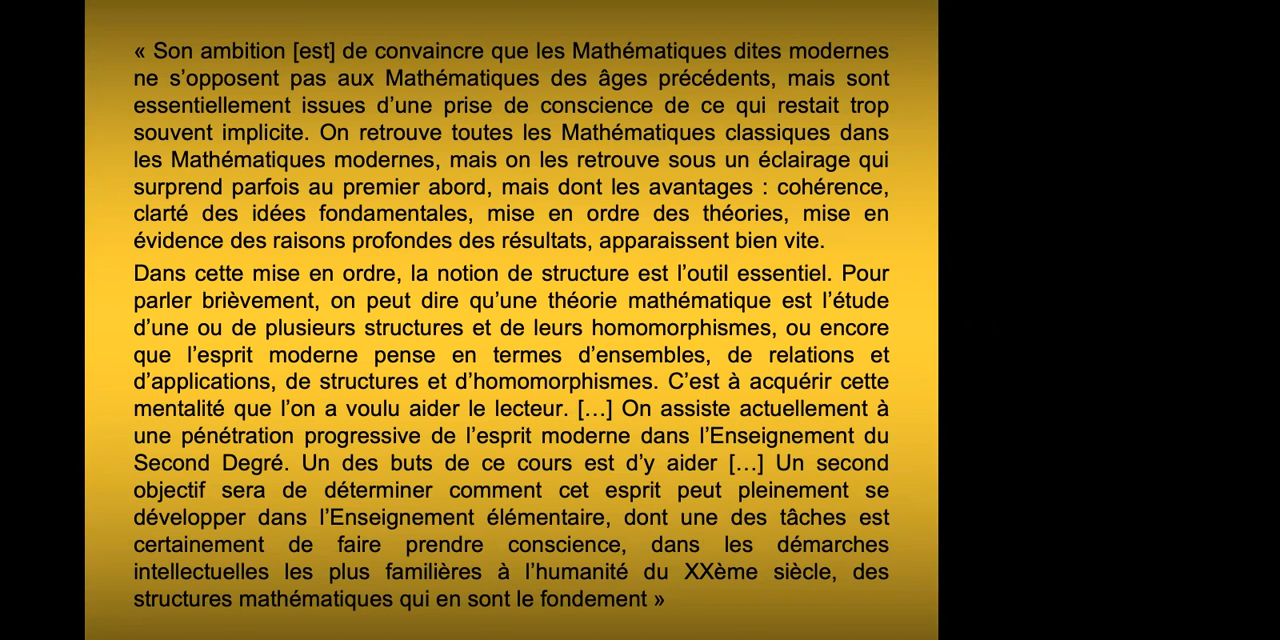 « Son ambition [est] de convaincre que les Mathématiques dites modernes
ne s’opposent pas aux Mathématiques des âges précédents, mais sont
essentiellement issues d’une prise de conscience de ce qui restait trop
souvent implicite. On retrouve toutes les Mathématiques classiques dans
les Mathématiques modernes, mais on les retrouve sous un éclairage qui
surprend parfois au premier abord, mais dont les avantages : cohérence,
clarté des idées fondamentales, mise en ordre des théories, mise en
évidence des raisons profondes des résultats, apparaissent bien vite.
Dans cette mise en ordre, la notion de structure est l’outil essentiel. Pour
parler brièvement, on peut dire qu’une théorie mathématique est l’étude
d’une ou de plusieurs structures et de leurs homomorphismes, ou encore
que l’esprit moderne pense en termes d’ensembles, de relations et
d’applications, de structures et d’homomorphismes. C’est à acquérir cette
mentalité que l’on a voulu aider le lecteur. […] On assiste actuellement à
une pénétration progressive de l’esprit moderne dans l’Enseignement du
Second Degré. Un des buts de ce cours est d’y aider […] Un second
objectif sera de déterminer comment cet esprit peut pleinement se
développer dans l’Enseignement élémentaire, dont une des tâches est
certainement de faire prendre conscience, dans les démarches
intellectuelles les plus familières à l’humanité du XXème siècle, des
structures mathématiques qui en sont le fondement »